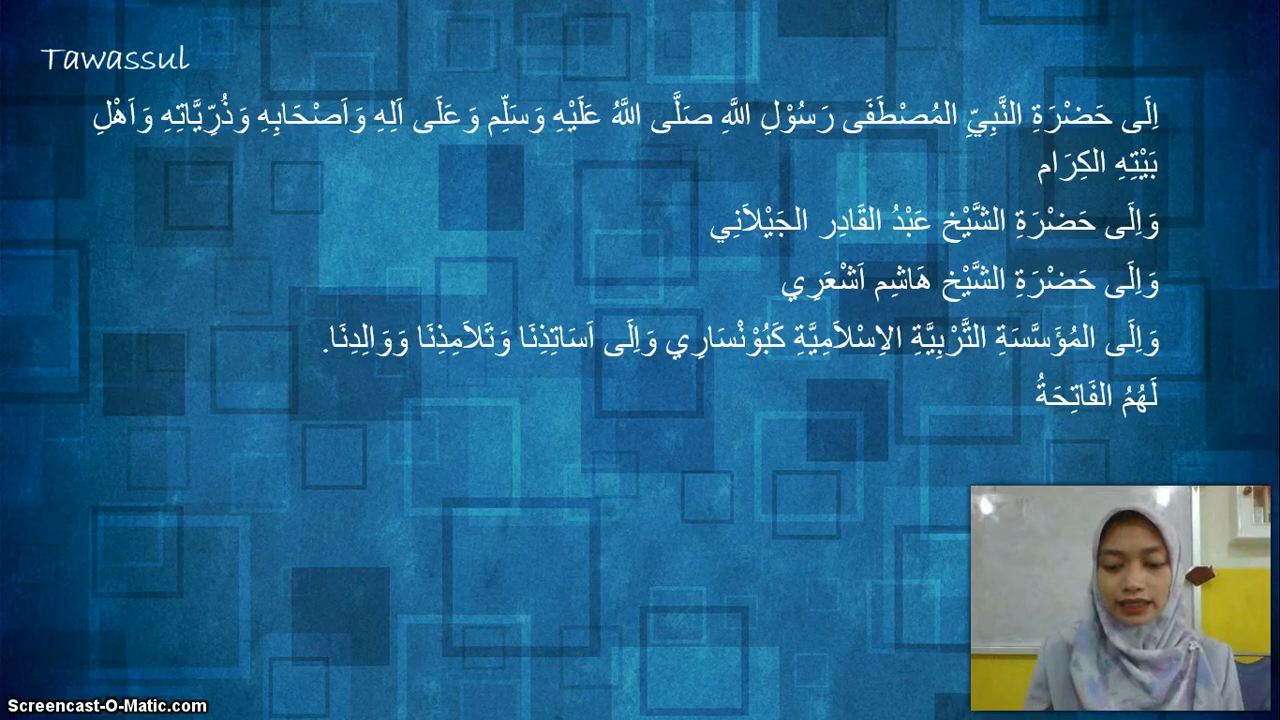 Tawassul
اِلَى حَضْرَةِ النَّبِيِّ المُصْطَفَى رَسُوْلِ اللَّهِ صَلَّى اللَّهُ عَلَيْهِ وَسَلِّم وَعَلَى اَلِهِ وَاَصْحَابِهِ وَذُرِّيَّاتِهِ وَاَهْلِ
بَيْتِهِ الكِرَام
وَاِلَى حَضْرَةِ الشَّيْخ عَبْدُ القَادِر الجَيْلاَنِي
وَاِلَى حَضْرَةِ الشَّيْخ هَاشِم اَشْعَرِي
وَاِلَى المُؤَسَّسَةِ التَّرْبِيَّةِ الاِسْلاَمِيَّةِ كَبُوْنْسَارِي وَاِلَى اَسَاتِذِنَا وَتَلاَمِذِنَا وَوَالِدِنَا.
لَهُمُ الفَاتِحَةُ
Screencast-O-Matic.com